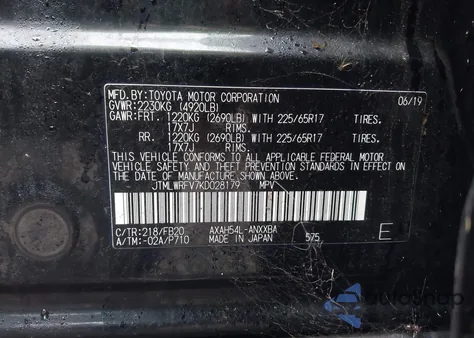 MFD.BY:TOYOTA MOTOR CORPORATION 06/19
GVWR:2230KG (4920LB)
GAWR:FRT. 1220KG (2690LB) WITH 225/65R17 TIRES.
17X7J RIMS.
RR. 1220KG (2690LB) WITH 225/65R17 TIRES.
17X7J RIMS.
THIS VEHICLE CONFORMS TO ALL APPLICABLE FEDERAL MOTOR
VEHICLE SAFETY AND THEFT PREVENTION STANDARDS IN EFFECT
ON THE DATE OF MANUFACTURE SHOWN ABOVE.
JTMLWRFV7KD028179 MPV
C/TR:218/FB20 AXAH54L-ANXXBA
A/TM:-02A/P710 MADE IN JAPAN 575 E
autoshop